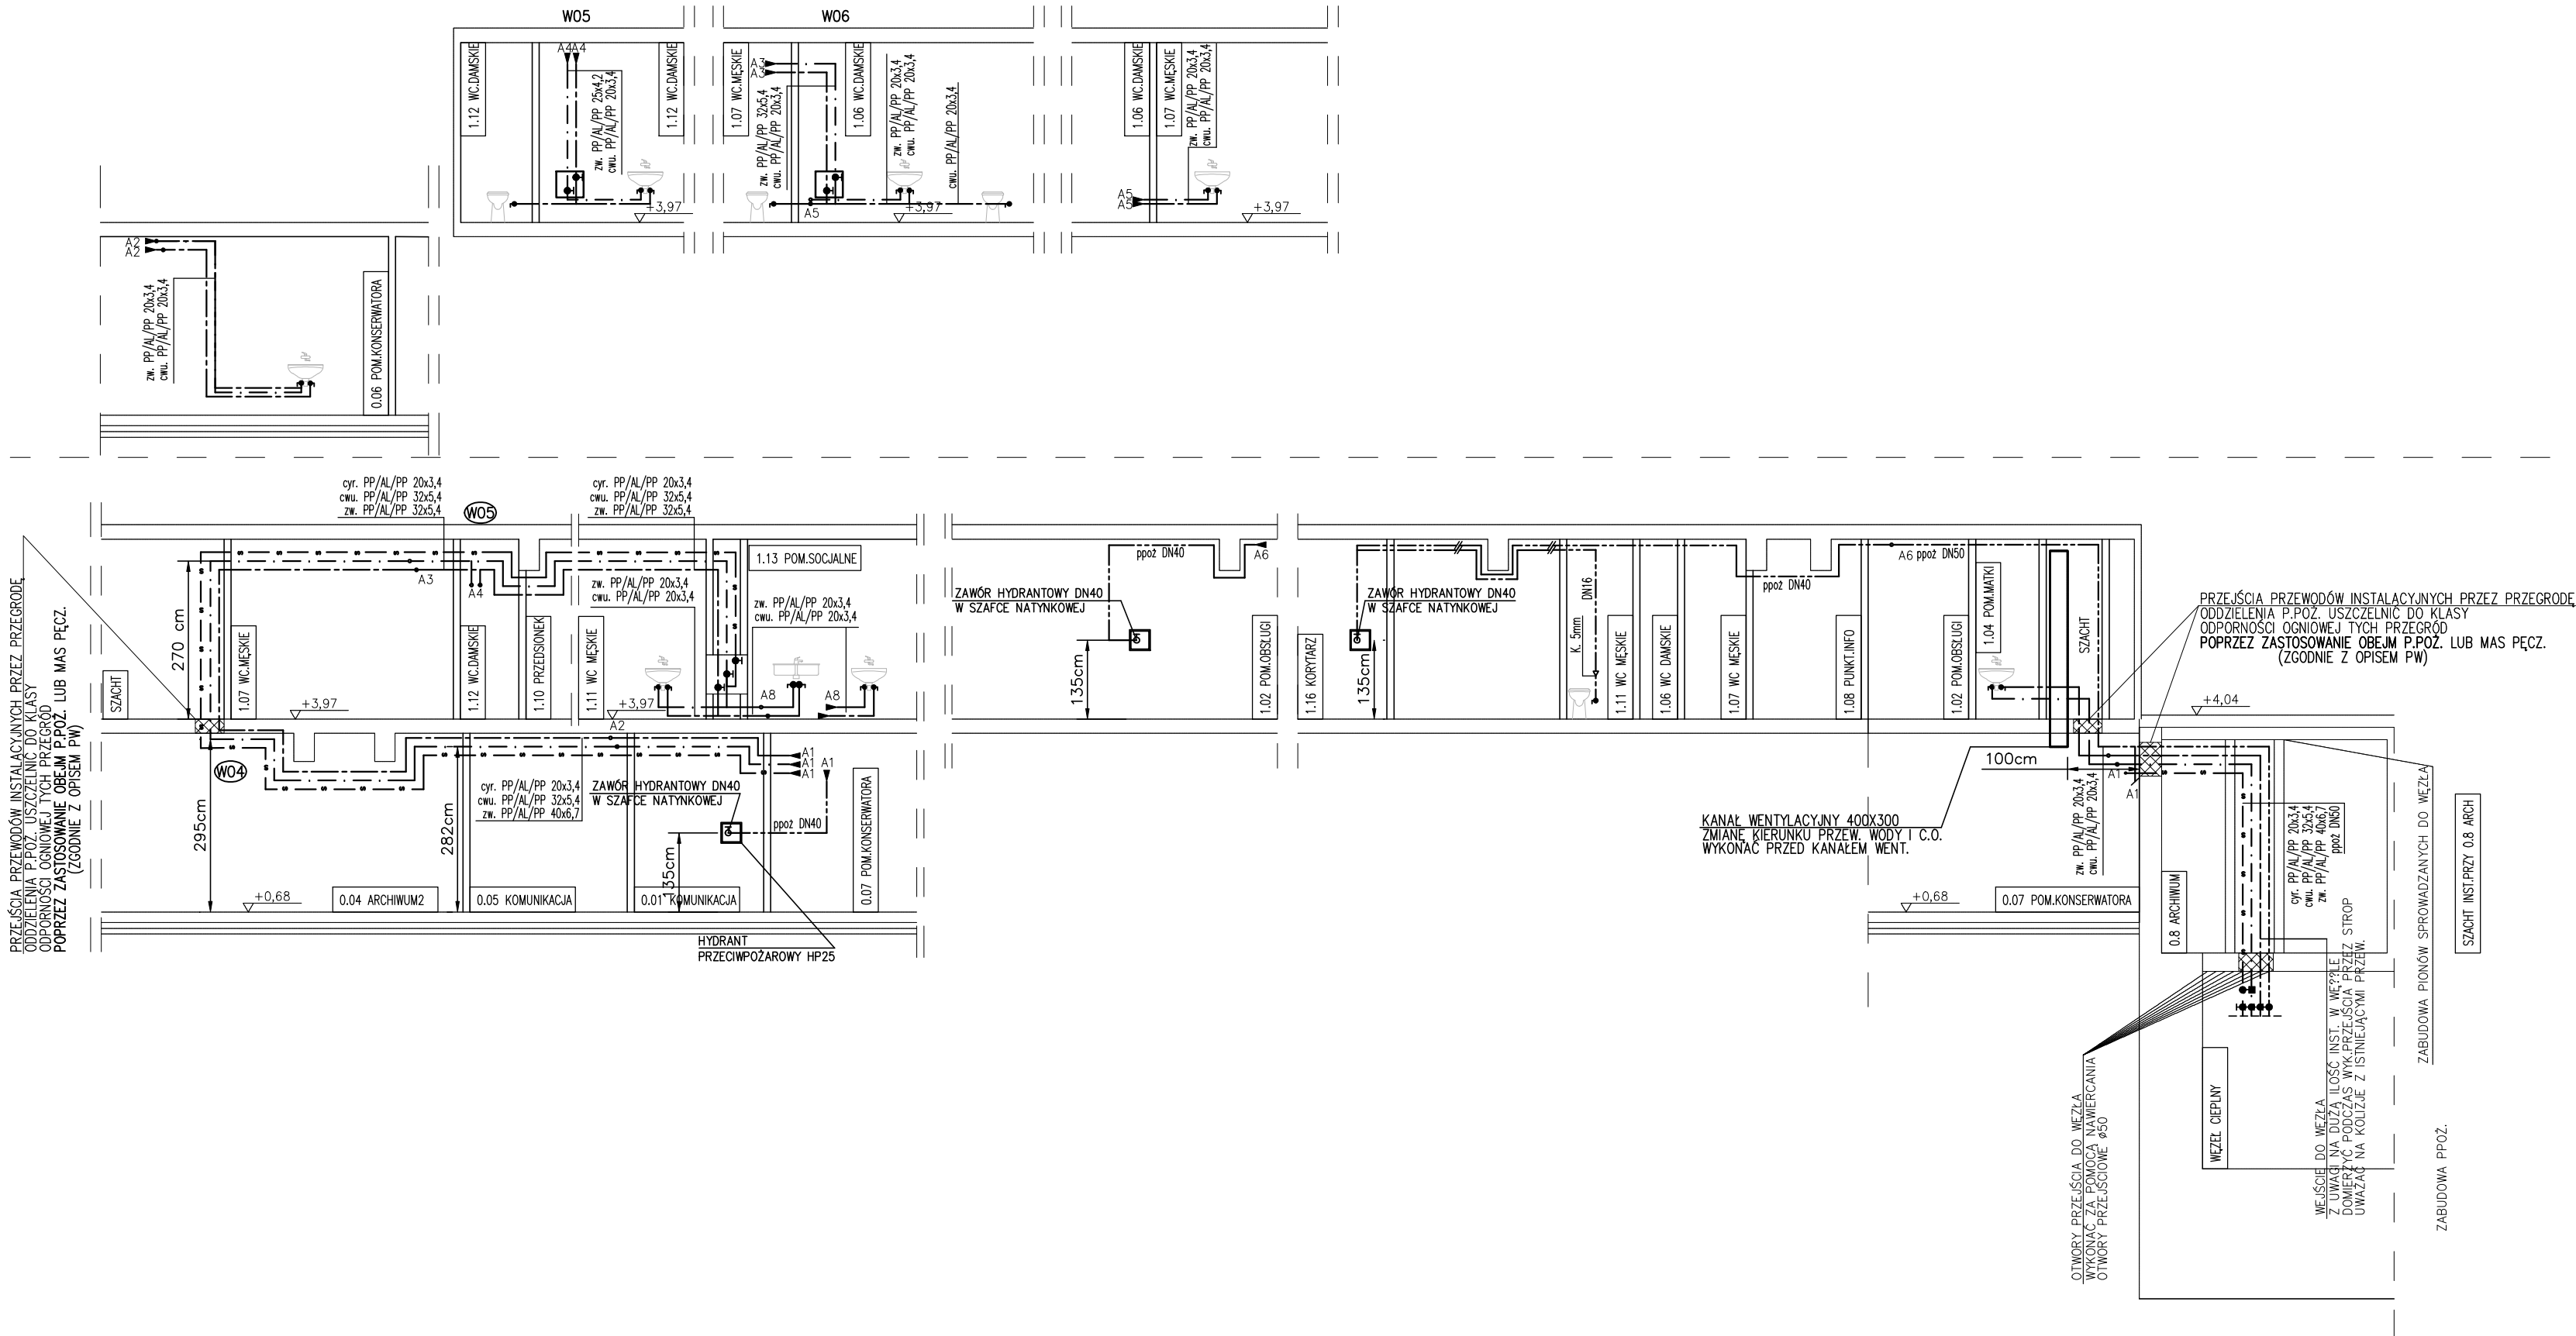 W05
W06
1.12 WC.DAMSKIE
A4
A4
zw. PP/AL/PP 25x4,2
cwu. PP/AL/PP 20x3,4
1.12 WC.DAMSKIE
+3,97
1.07 WC.MĘSKIE
A3
A3
zw. PP/AL/PP 32x5,4
cwu. PP/AL/PP 20x3,4
1.06 WC.DAMSKIE
zw. PP/AL/PP 20x3,4
cwu. PP/AL/PP 20x3,4
cwu. PP/AL/PP 20x3,4
A5
+3,97
1.06 WC.DAMSKIE
1.07 WC.MĘSKIE
zw. PP/AL/PP 20x3,4
cwu. PP/AL/PP 20x3,4
A5
A5
+3,97
A2
A2
zw. PP/AL/PP 20x3,4
cwu. PP/AL/PP 20x3,4
0.06 POM.KONSERWATORA
PRZEJŚCIA PRZEWODÓW INSTALACYJNYCH PRZEZ PRZEGRODĘ
ODDZIELENIA P.POŻ. USZCZELNIĆ DO KLASY
ODPORNOŚCI OGNIOWEJ TYCH PRZEGRÓD
POPRZEZ ZASTOSOWANIE OBEJM P.POŻ. LUB MAS PĘCZ.
(ZGODNIE Z OPISEM PW)
cyr. PP/AL/PP 20x3,4
cwu. PP/AL/PP 32x5,4
zw. PP/AL/PP 32x5,4
W05
cyr. PP/AL/PP 20x3,4
cwu. PP/AL/PP 32x5,4
zw. PP/AL/PP 32x5,4
270 cm
SZACHT
1.07 WC.MĘSKIE
+3,97
A3
A4
1.12 WC.DAMSKIE
1.10 PRZEDSIONEK
1.11 WC MĘSKIE
zw. PP/AL/PP 20x3,4
cwu. PP/AL/PP 20x3,4
+3,97
A2
1.13 POM.SOCJALNE
zw. PP/AL/PP 20x3,4
cwu. PP/AL/PP 20x3,4
A8
A8
W04
295cm
+0,68
0.04 ARCHIWUM2
282cm
0.05 KOMUNIKACJA
cyr. PP/AL/PP 20x3,4
cwu. PP/AL/PP 32x5,4
zw. PP/AL/PP 40x6,7
ZAWÓR HYDRANTOWY DN40
W SZAFCE NATYNKOWEJ
A1
A1
A1
A1
ppoż DN40
135cm
0.01 KOMUNIKACJA
0.07 POM.KONSERWATORA
HYDRANT
PRZECIWPOŻAROWY HP25
ppoż DN40
A6
ZAWÓR HYDRANTOWY DN40
W SZAFCE NATYNKOWEJ
135cm
1.02 POM.OBSŁUGI
1.16 KORYTARZ
ZAWÓR HYDRANTOWY DN40
W SZAFCE NATYNKOWEJ
135cm
K. 5mm
DN16
1.11 WC MĘSKIE
1.06 WC DAMSKIE
1.07 WC MĘSKIE
ppoż DN40
1.08 PUNKT.INFO
A6 ppoż DN50
1.02 POM.OBSŁUGI
1.04 POM.MATKI
SZACHT
PRZEJŚCIA PRZEWODÓW INSTALACYJNYCH PRZEZ PRZEGRODĘ
ODDZIELENIA P.POŻ. USZCZELNIĆ DO KLASY
ODPORNOŚCI OGNIOWEJ TYCH PRZEGRÓD
POPRZEZ ZASTOSOWANIE OBEJM P.POŻ. LUB MAS PĘCZ.
(ZGODNIE Z OPISEM PW)
+4,04
100cm
A1
A1
KANAŁ WENTYLACYJNY 400X300
ZMIANĘ KIERUNKU PRZEW. WODY I C.O.
WYKONAĆ PRZED KANAŁEM WENT.
zw. PP/AL/PP 20x3,4
cwu. PP/AL/PP 20x3,4
+0,68
0.07 POM.KONSERWATORA
0.8 ARCHIWUM
cyr. PP/AL/PP 20x3,4
cwu. PP/AL/PP 32x5,4
zw. PP/AL/PP 40x6,7
ppoż DN50
ZABUDOWA PIONÓW SPROWADZANYCH DO WĘZŁA
SZACHT INST.PRZY 0.8 ARCH
OTWORY PRZEJŚCIA DO WĘZŁA
WYKONAĆ ZA POMOCĄ NAWIERCANIA
OTWORY PRZEJŚCIOWE ø50
WĘZEŁ CIEPLNY
WEJŚCIE DO WĘZŁA
Z UWAGI NA DUŻĄ ILOŚĆ INST. W WĘ??LE
DOMIERZYĆ PODCZAS WYK.PRZEJŚCIA PRZEZ STROP
UWAŻAĆ NA KOLIZJE Z ISTNIEJĄCYMI PRZEW.
ZABUDOWA PPOŻ.